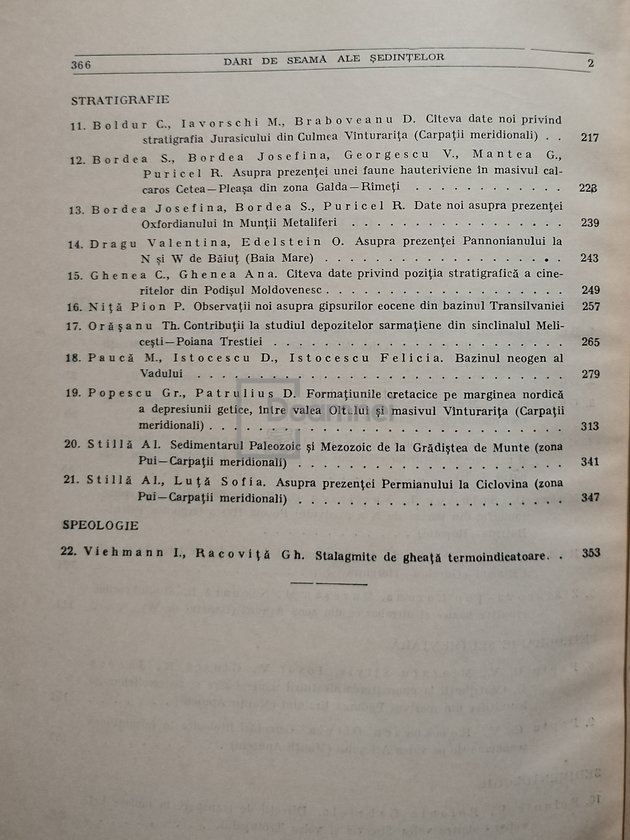 366 DĂRI DE SEAMĂ ALE ȘEDINȚELOR 2
STRATIGRAFIE
11. Boldur C., Iavorschi M., Braboveanu D. Cîteva date noi privind
stratigrafia Jurasicului din Culmea Vînturarița (Carpații meridionali) . . 217
12. Bordea S., Bordea Josefina, Georgescu V., Mantea G.,
Puricel R. Asupra prezenței unei faune hauteriviene în masivul cal-
caros Cetea—Pleașa din zona Galda—Rîmeți . . . . . . . . . . . . 223
13. Bordea Josefina, Bordea S., Puricel R. Date noi asupra prezenței
Oxfordianului în Munții Metaliferi . . . . . . . . . . . . . . . . . 239
14. Dragu Valentina, Edelstein O. Asupra prezenței Pannonianului la
N și W de Băiuț (Baia Mare) . . . . . . . . . . . . . . . . . . . 243
15. Ghenea C., Ghenea Ana. Cîteva date privind poziția stratigrafică a cine-
ritelor din Podișul Moldovenesc . . . . . . . . . . . . . . . . . . . 249
16. Niță Pion P. Observații noi asupra gipsurilor eocene din bazinul Transilvaniei 257
17. Orășanu Th. Contribuții la studiul depozitelor sarmațiene din sinclinalul Meli-
cești—Poiana Trestiei . . . . . . . . . . . . . . . . . . . . . . . 265
18. Paucă M., Istocescu D., Istocescu Felicia. Bazinul neogen al
Vadului . . . . . . . . . . . . . . . . . . . . . . . . . . . . . 279
19. Popescu Gr., Patrulius D. Formațiunile cretacice pe marginea nordică
a depresiunii getice, între valea Oltului și masivul Vînturarița (Carpații
meridionali) . . . . . . . . . . . . . . . . . . . . . . . . . . . 313
20. Stillă Al. Sedimentarul Paleozoic și Mezozoic de la Grădiștea de Munte (zona
Pui—Carpații meridionali) . . . . . . . . . . . . . . . . . . . . . 341
21. Stillă Al., Luță Sofia. Asupra prezenței Permianului la Ciclovina (zona
Pui—Carpații meridionali) . . . . . . . . . . . . . . . . . . . . . 347
SPEOLOGIE
22. Viehmann I., Racoviță Gh. Stalagmite de gheață termoindicatoare. . 353